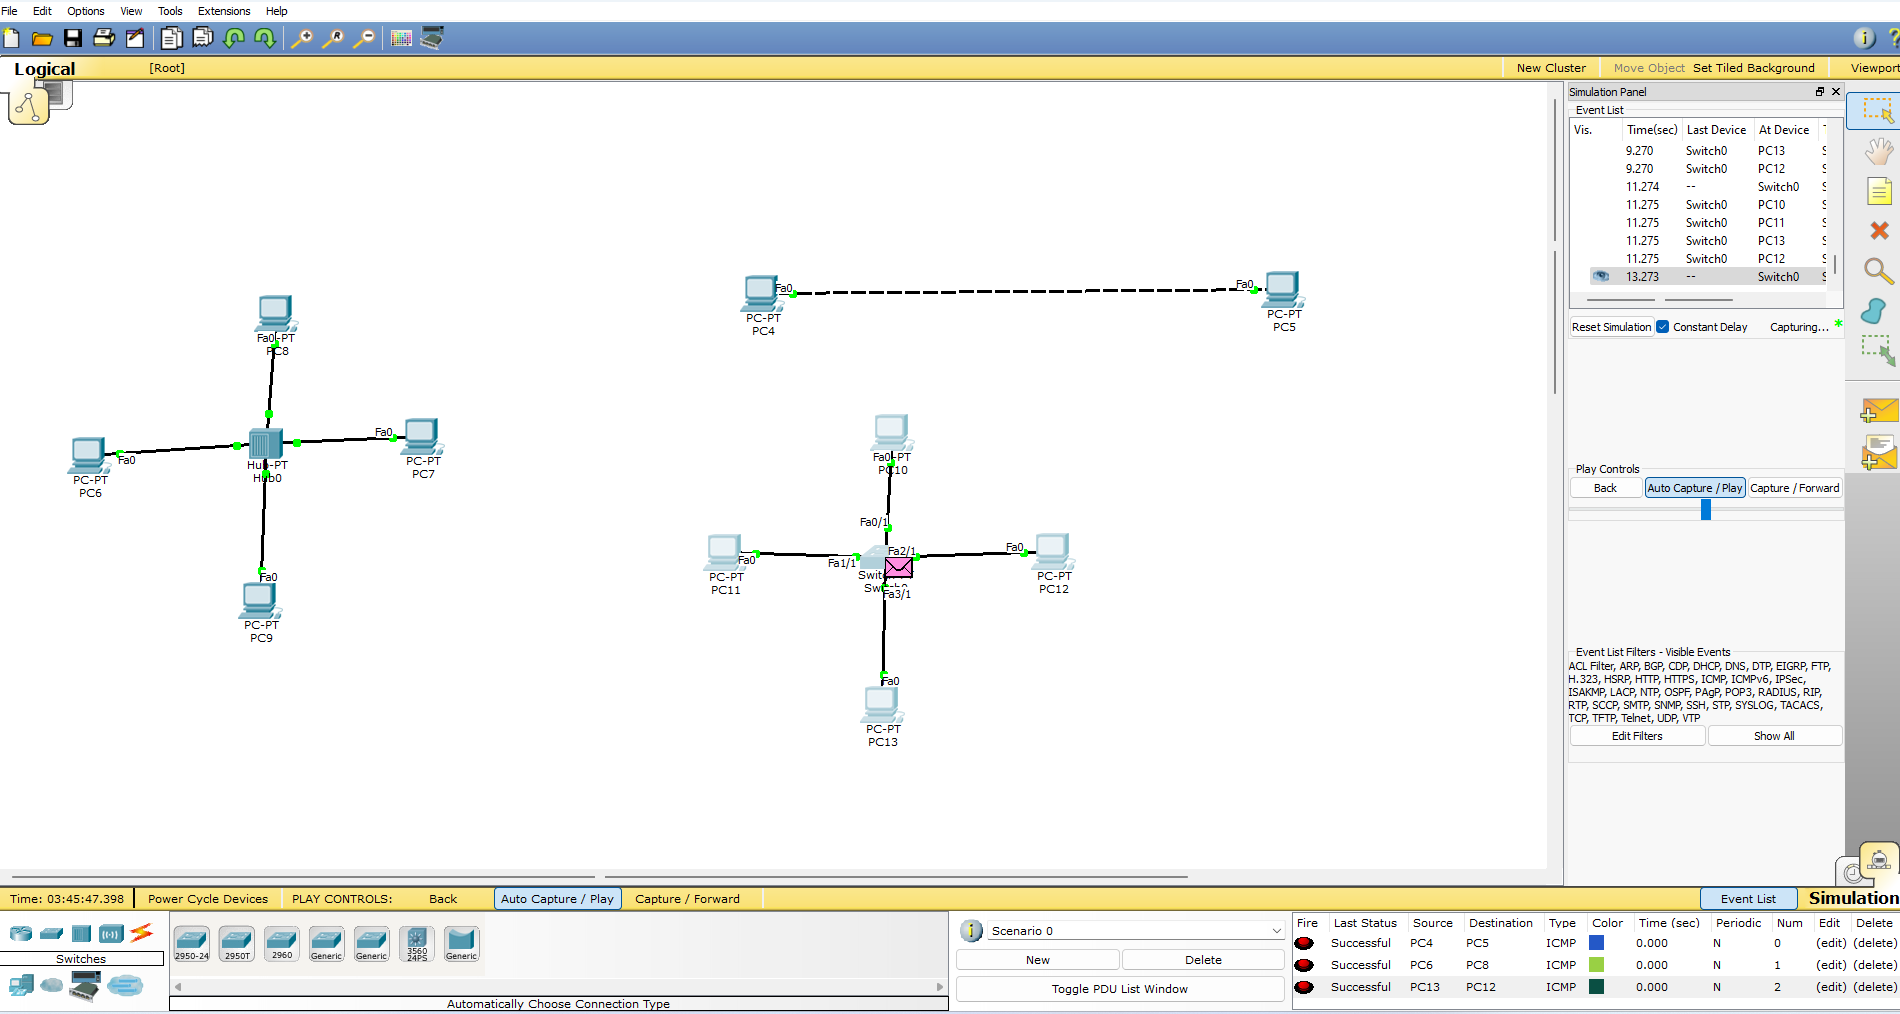 File Edit Options View Tools Extensions Help
Logical [Root] New Cluster Move Object Set Tiled Background Viewport
Simulation Panel
Event List
Vis. Time(sec) Last Device At Device
9.270 Switch0 PC13
9.270 Switch0 PC12
11.274 -- Switch0
11.275 Switch0 PC10
11.275 Switch0 PC11
11.275 Switch0 PC13
11.275 Switch0 PC12
13.273 -- Switch0
Reset Simulation Constant Delay Capturing... *
Play Controls
Back Auto Capture / Play Capture / Forward
Event List Filters - Visible Events
ACL Filter, ARP, BGP, CDP, DHCP, DNS, DTP, EIGRP, FTP,
H.323, HSRP, HTTP, HTTPS, ICMP, ICMPv6, IPSec,
ISAKMP, LACP, NTP, OSPF, PAgP, POP3, RADIUS, RIP,
RTP, SCCP, SMTP, SNMP, SSH, STP, SYSLOG, TACACS,
TCP, TFTP, Telnet, UDP, VTP
Edit Filters Show All
Fa0
PC8
Fa0
PC-PT
PC6
Hub-PT
Hub0
Fa0
PC-PT
PC7
Fa0
PC-PT
PC9
Fa0
PC-PT
PC4
Fa0
PC-PT
PC5
Fa0
PC10
Fa0/1
Fa0
PC-PT
PC11
Fa1/1
Fa2/1
Fa3/1
Fa0
PC-PT
PC12
Fa0
PC-PT
PC13
Time: 03:45:47.398 Power Cycle Devices PLAY CONTROLS: Back Auto Capture / Play Capture / Forward Event List Simulation
Switches
2950-24 2950T 2960 Generic Generic 3560 24PS Generic
Automatically Choose Connection Type
Scenario 0
New Delete
Toggle PDU List Window
Fire Last Status Source Destination Type Color Time (sec) Periodic Num Edit Delete
Successful PC4 PC5 ICMP 0.000 N 0 (edit) (delete)
Successful PC6 PC8 ICMP 0.000 N 1 (edit) (delete)
Successful PC13 PC12 ICMP 0.000 N 2 (edit) (delete)